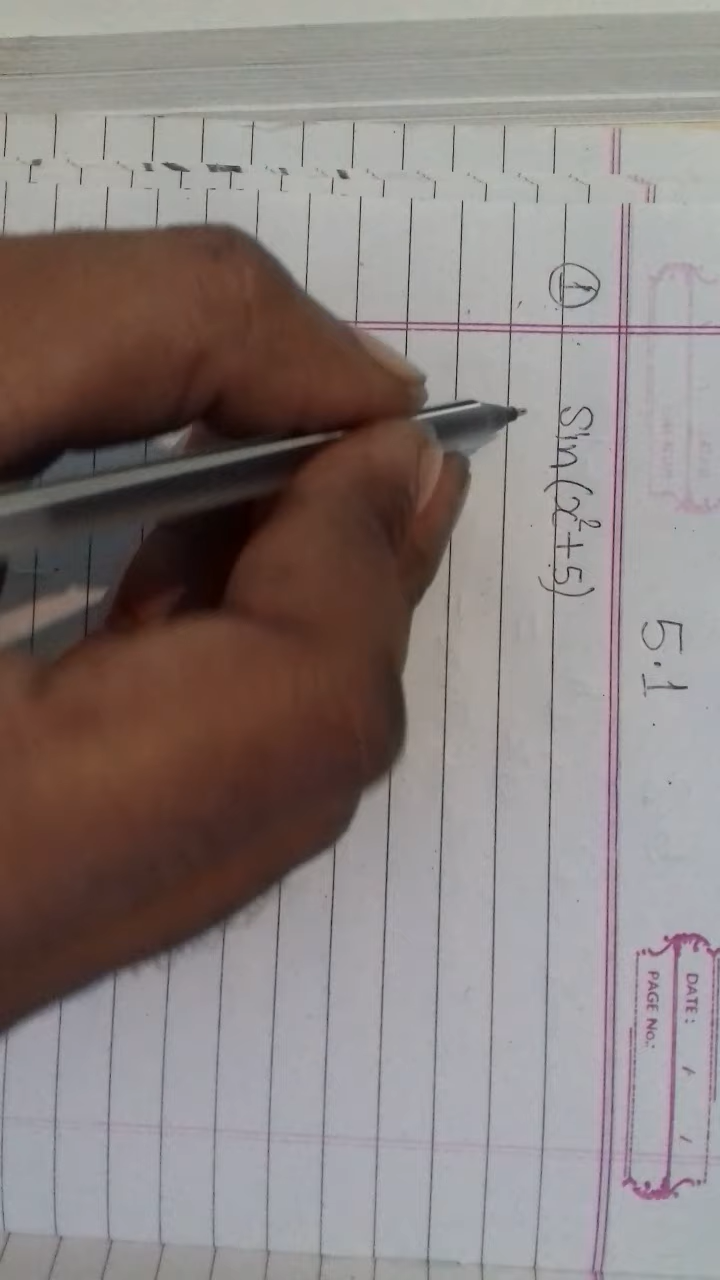 DATE: / /
PAGE No.:
5.1
① Sin(x²+5)